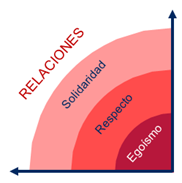 RELACIONES
Solidaridad
Respecto
Egoísmo